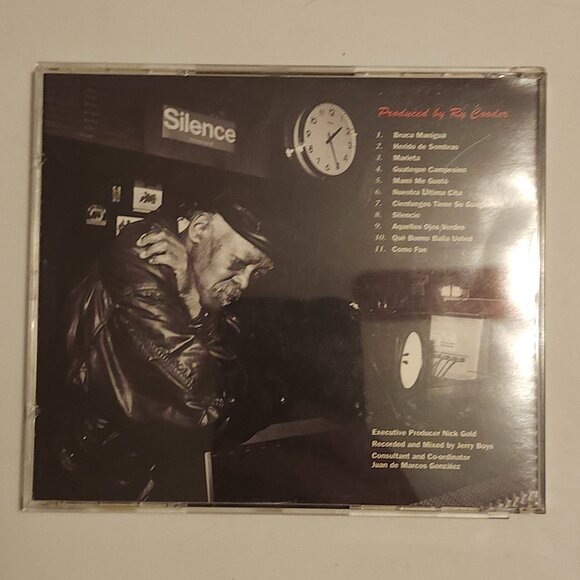 Silence
Produced by Ry Cooder
1. Bruca Maniguá
2. Herido de Sombras
3. Marieta
4. Guateque Campesino
5. Mami Me Gustó
6. Nuestra Última Cita
7. Cienfuegos Tiene Su
8. Silencio
9. Aquellos Ojos Verdes
10. Qué Bueno Baila Usted
11. Como Fue
Executive Producer Nick Gold
Recorded and Mixed by Jerry Boys
Consultant and Co-ordinator
Juan de Marcos González